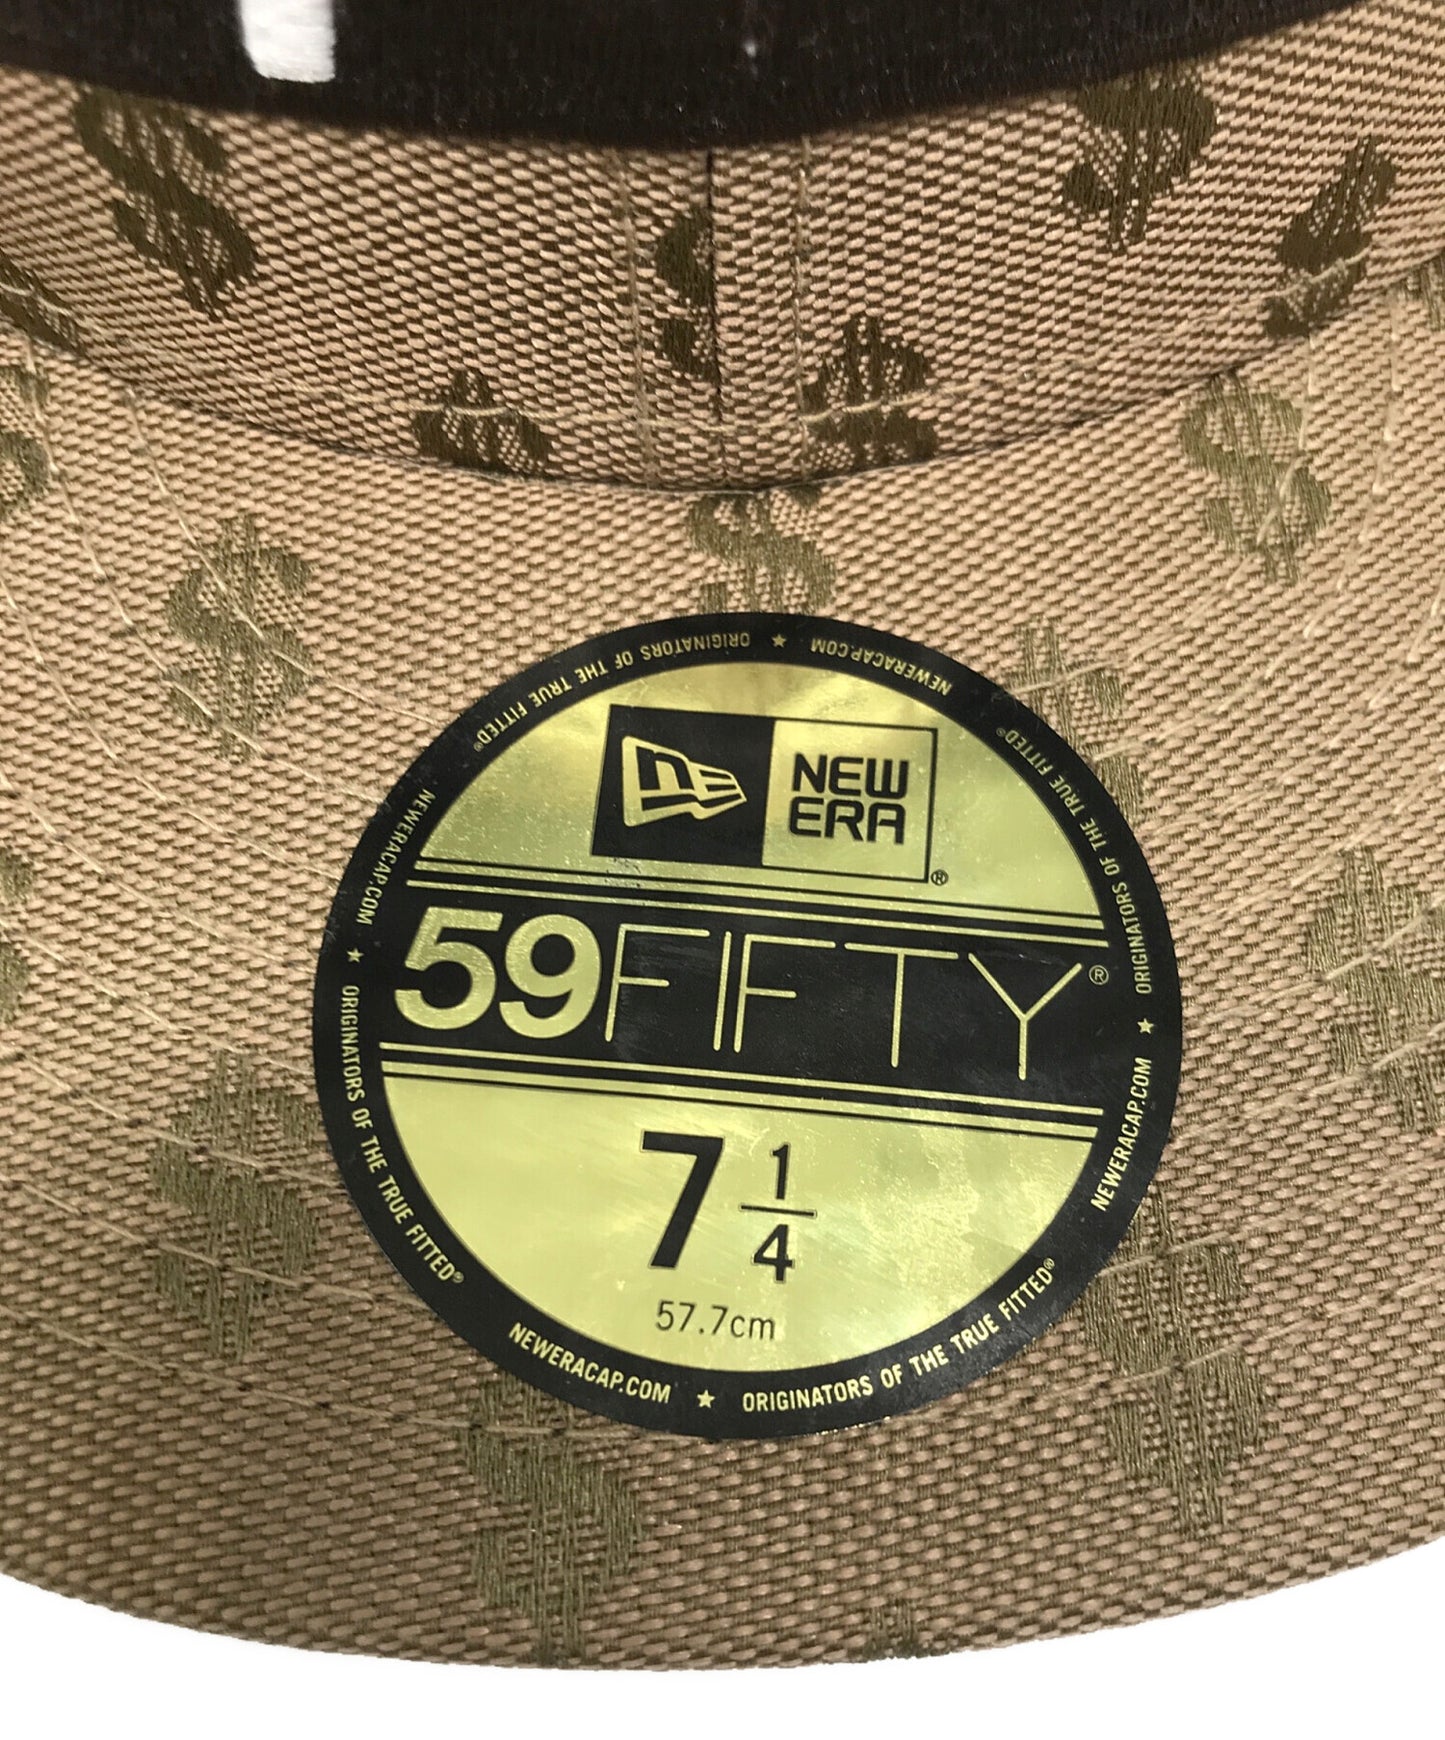 NE
NEW
ERA®
59FIFTY®
7 1/4
57.7cm
ORIGINATORS OF THE TRUE FITTED® ★ NEWERACAP.COM
ORIGINATORS OF THE TRUE FITTED® ★ NEWERACAP.COM
ORIGINATORS OF THE TRUE FITTED®
NEWERACAP.COM ★
ORIGINATORS OF THE TRUE FITTED®
NEWERACAP.COM ★